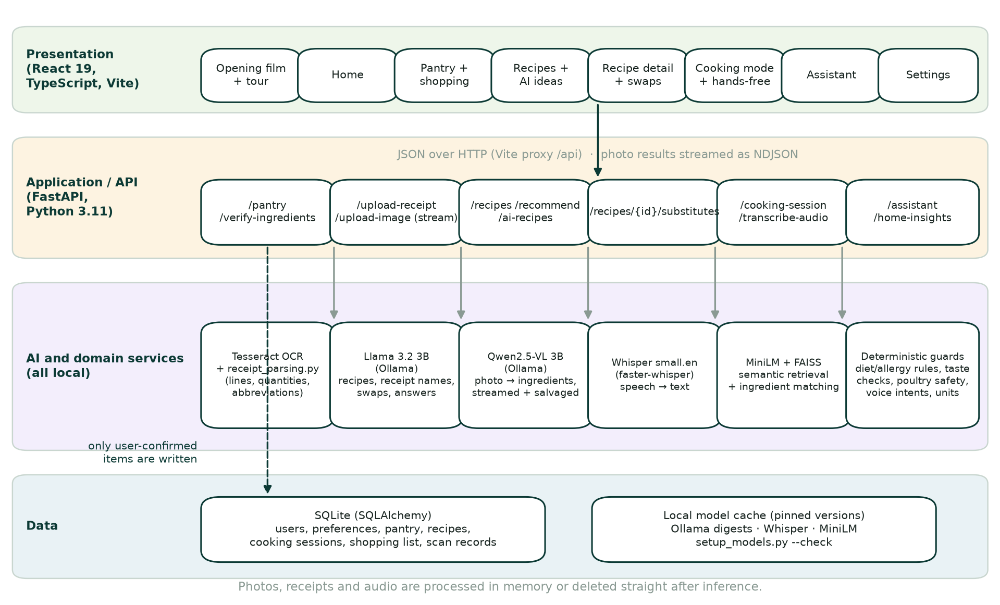 Presentation
(React 19,
TypeScript, Vite)
Opening film
+ tour
Home
Pantry +
shopping
Recipes +
AI ideas
Recipe detail
+ swaps
Cooking mode
+ hands-free
Assistant
Settings
JSON over HTTP (Vite proxy /api) · photo results streamed as NDJSON
Application / API
(FastAPI,
Python 3.11)
/pantry
/verify-ingredients
/upload-receipt
/upload-image (stream)
/recipes /recommend
/ai-recipes
/recipes/{id}/substitutes
/cooking-session
/transcribe-audio
/assistant
/home-insights
AI and domain services
(all local)
Tesseract OCR
+ receipt_parsing.py
(lines, quantities,
abbreviations)
Llama 3.2 3B
(Ollama)
recipes, receipt names,
swaps, answers
Qwen2.5-VL 3B
(Ollama)
photo → ingredients,
streamed + salvaged
Whisper small.en
(faster-whisper)
speech → text
MiniLM + FAISS
semantic retrieval
+ ingredient matching
Deterministic guards
diet/allergy rules, taste
checks, poultry safety,
voice intents, units
only user-confirmed
items are written
Data
SQLite (SQLAlchemy)
users, preferences, pantry, recipes,
cooking sessions, shopping list, scan records
Local model cache (pinned versions)
Ollama digests · Whisper · MiniLM
setup_models.py --check
Photos, receipts and audio are processed in memory or deleted straight after inference.